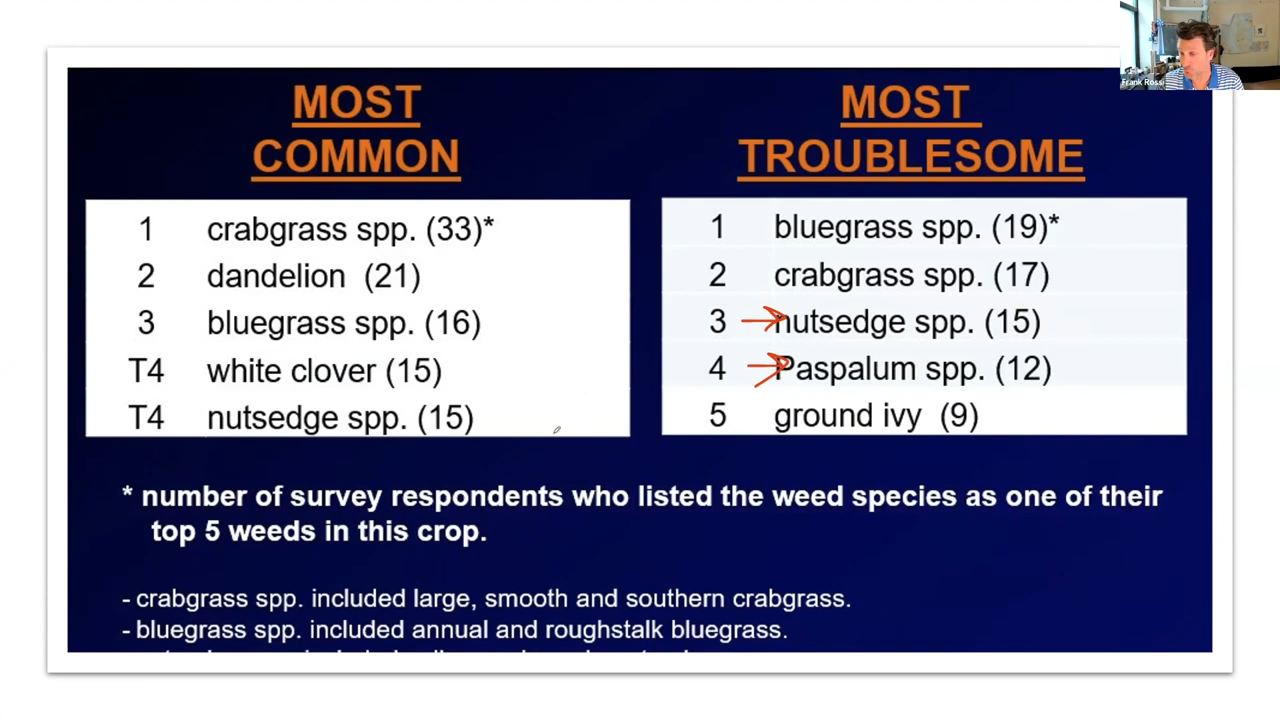 Frank Rossi
MOST
COMMON
1 crabgrass spp. (33)*
2 dandelion (21)
3 bluegrass spp. (16)
T4 white clover (15)
T4 nutsedge spp. (15)
MOST
TROUBLESOME
1 bluegrass spp. (19)*
2 crabgrass spp. (17)
3 nutsedge spp. (15)
4 Paspalum spp. (12)
5 ground ivy (9)
* number of survey respondents who listed the weed species as one of their
top 5 weeds in this crop.
- crabgrass spp. included large, smooth and southern crabgrass.
- bluegrass spp. included annual and roughstalk bluegrass.